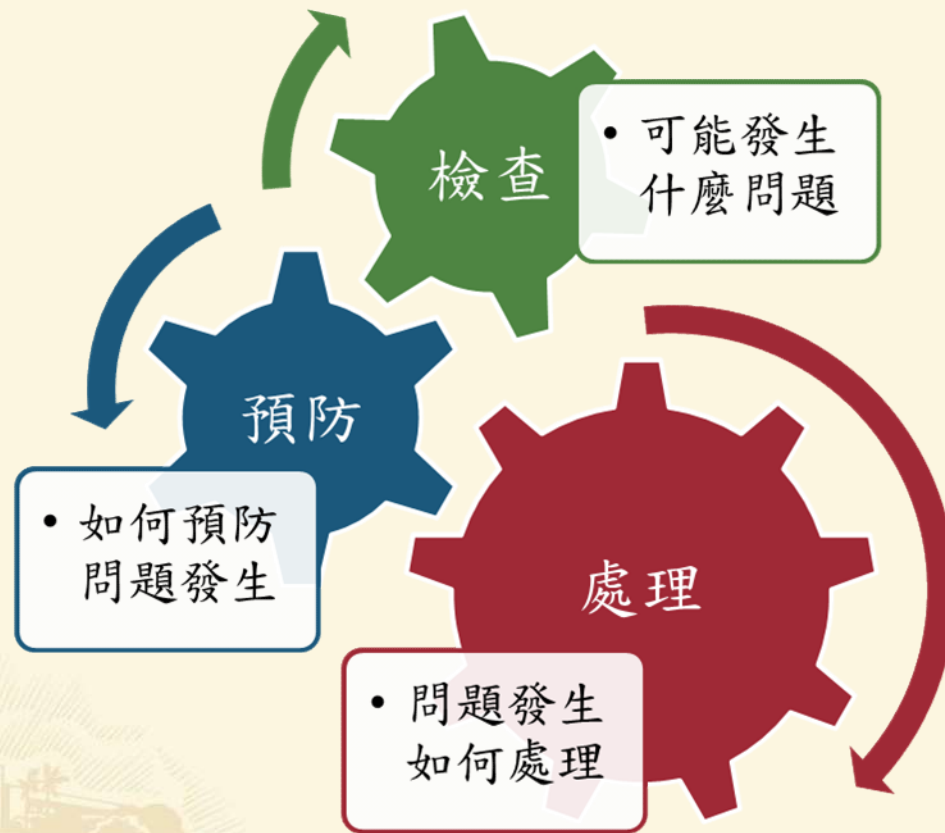 檢查
• 可能發生
什麼問題
預防
• 如何預防
問題發生
處理
• 問題發生
如何處理